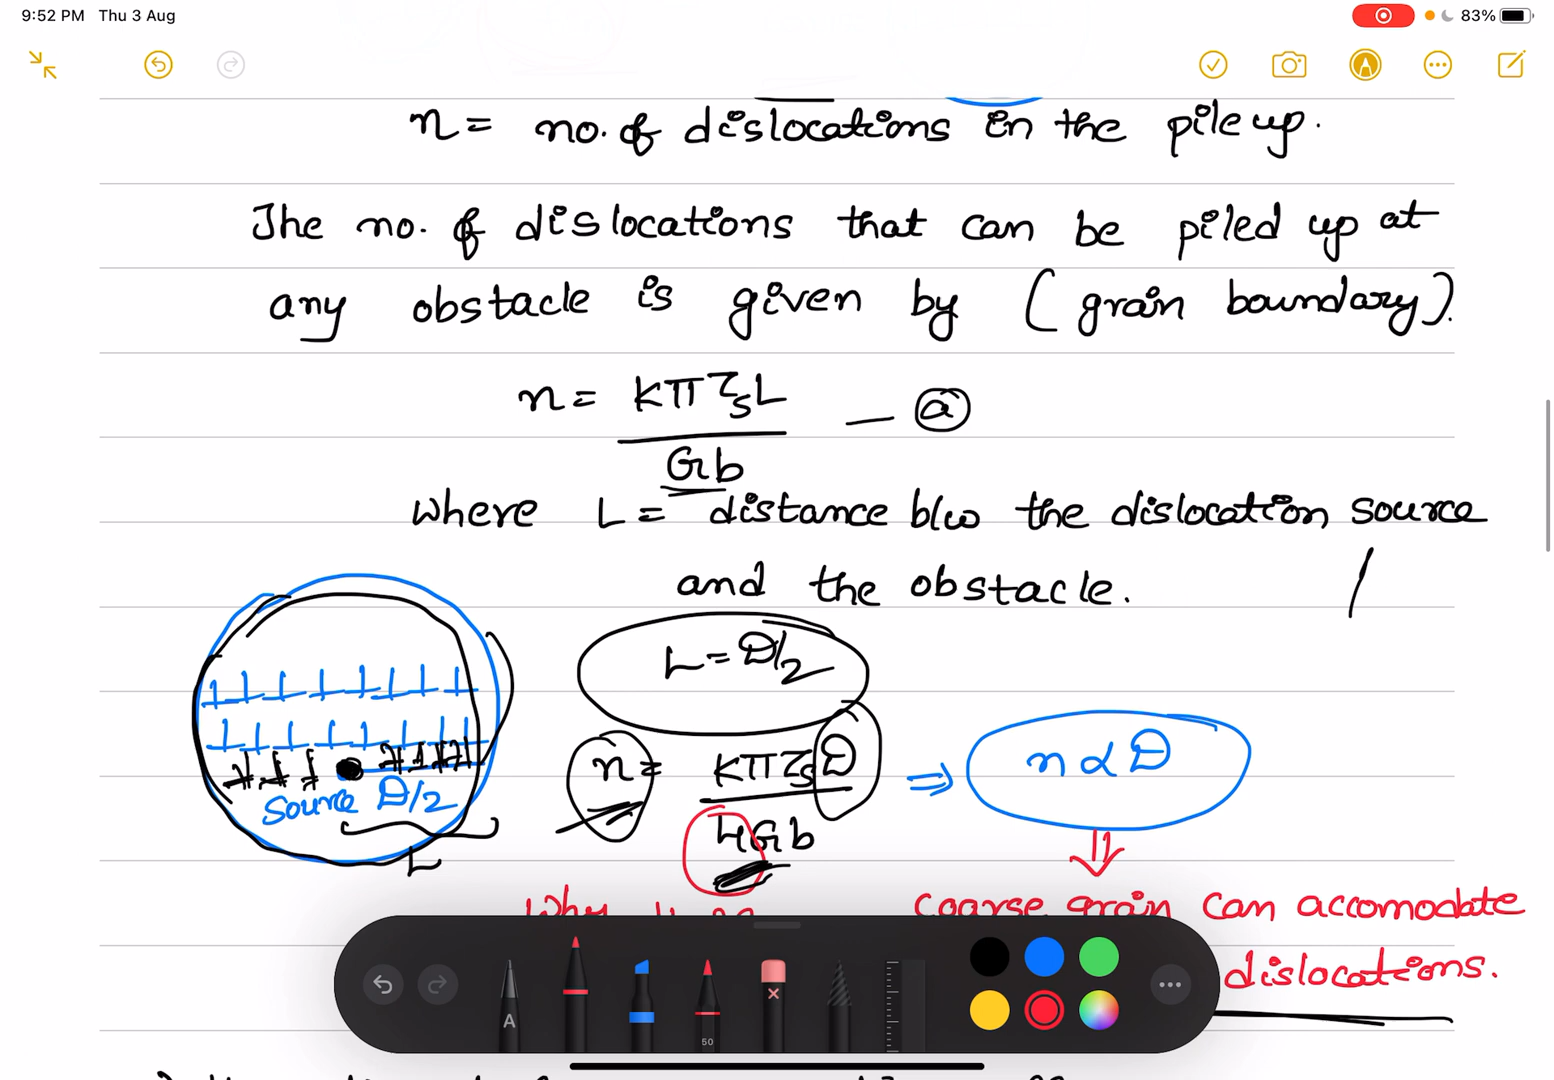 9:52 PM Thu 3 Aug 83%
n = no. of dislocations in the pile up.
The no. of dislocations that can be piled up at
any obstacle is given by (grain boundary).
n = kπτsL — ⓐ
Gb
where L = distance b/w the dislocation source
and the obstacle.
L = D/2
n = kπτsD ⇒ n α D
4Gb
Source D/2
L
Why
coarse grain can accomodate
dislocations.
A
50